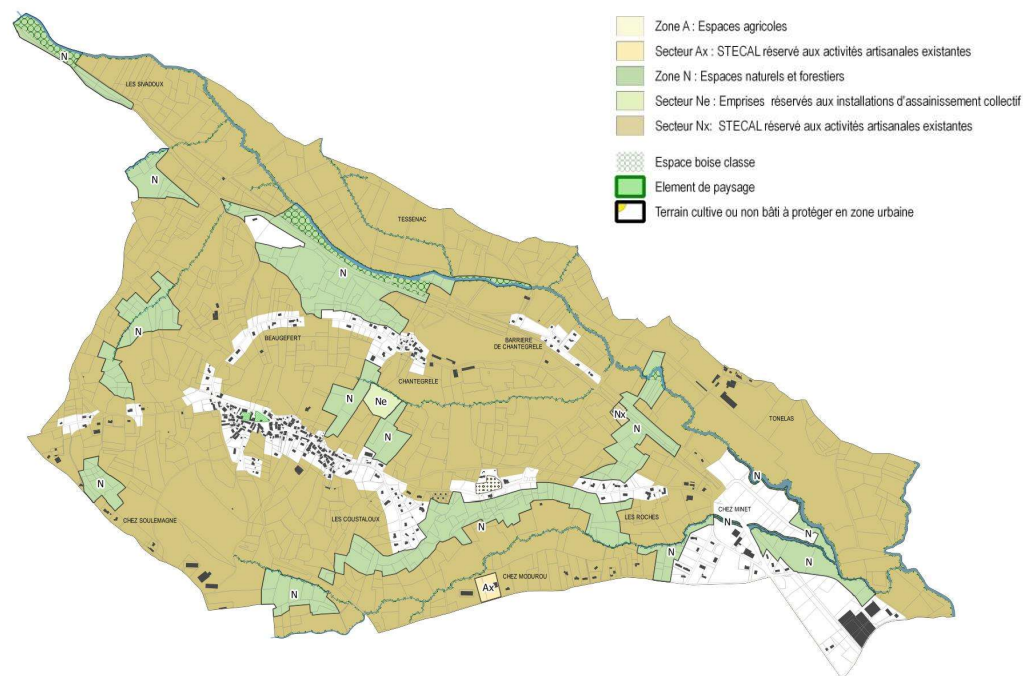 Zone A : Espaces agricoles
Secteur Ax : STECAL réservé aux activités artisanales existantes
Zone N : Espaces naturels et forestiers
Secteur Ne : Emprises réservés aux installations d'assainissement collectif
Secteur Nx: STECAL réservé aux activités artisanales existantes
Espace boise classe
Element de paysage
Terrain cultive ou non bâti à protèger en zone urbaine
N
LES SIVADOUX
N
TESSENAC
N
N
BEAUGEFERT
BARRIERE
DE CHANTEGRELE
CHANTEGRELE
N
Ne
Nx
N
TONELAS
N
N
N
CHEZ SOULEMAGNE
LES COUSTALOUX
N
LES ROCHES
CHEZ MINET
N
N
N
N
CHEZ MODUROU
Ax
N